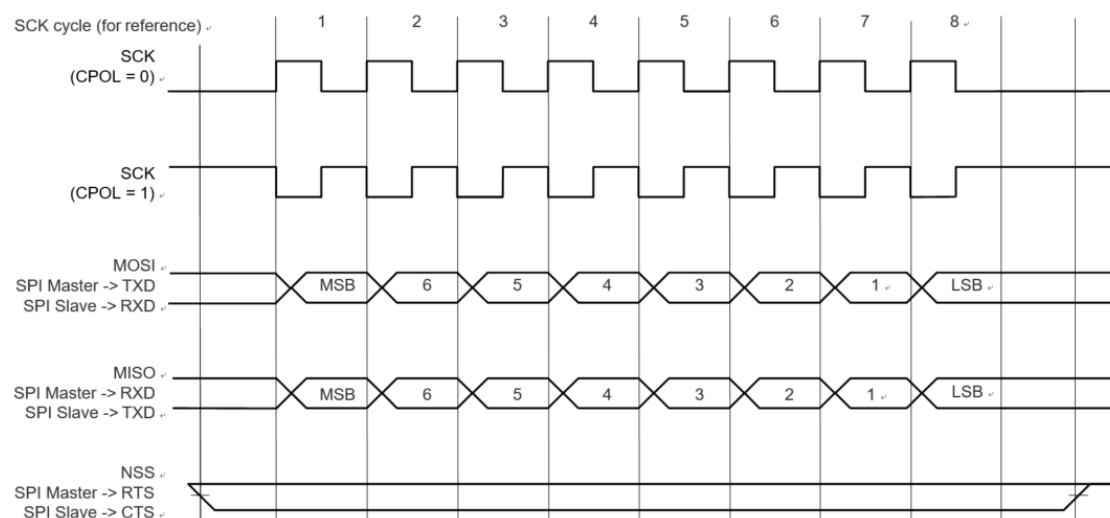 SCK cycle (for reference) 1 2 3 4 5 6 7 8
SCK
(CPOL = 0)
SCK
(CPOL = 1)
MOSI
SPI Master -> TXD MSB 6 5 4 3 2 1 LSB
SPI Slave -> RXD
MISO
SPI Master -> RXD MSB 6 5 4 3 2 1 LSB
SPI Slave -> TXD
NSS
SPI Master -> RTS
SPI Slave -> CTS